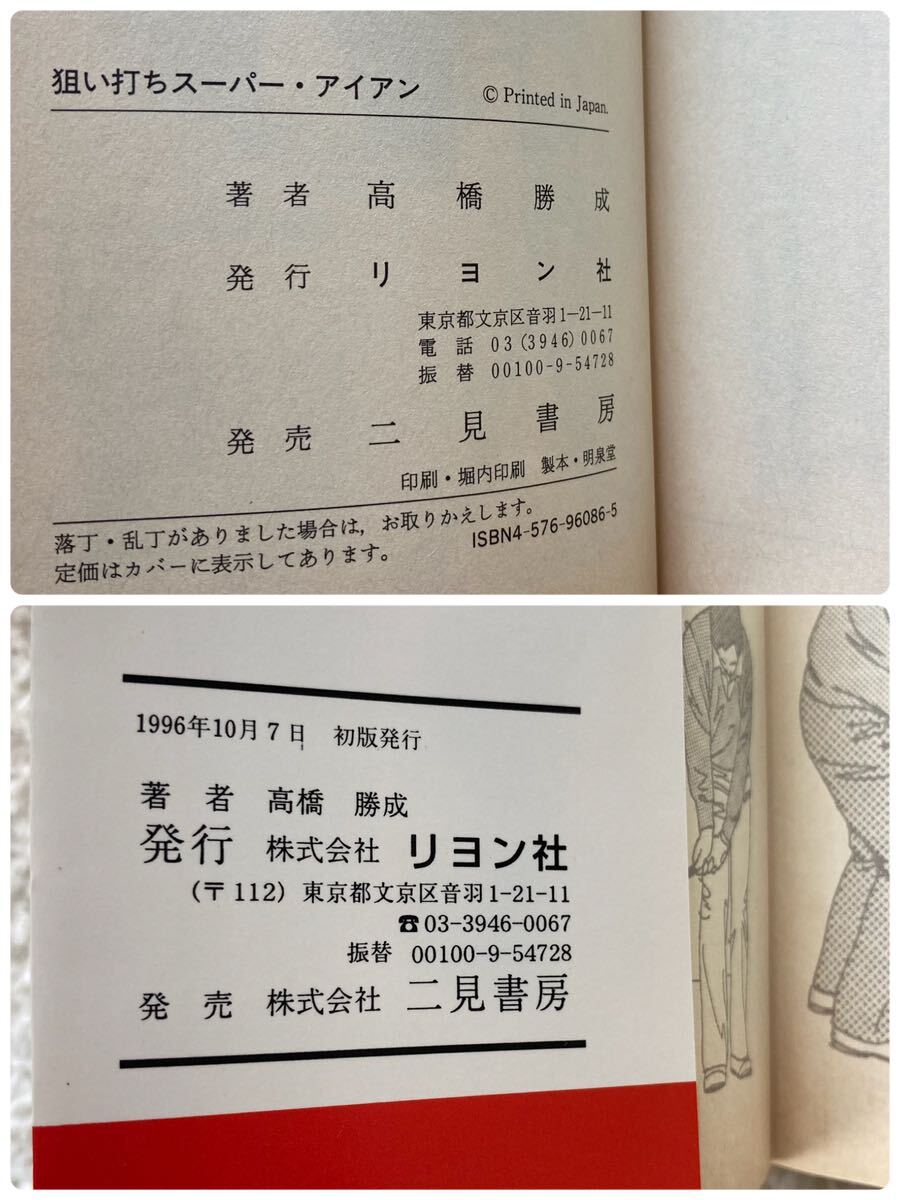 狙い打ちスーパー・アイアン
© Printed in Japan.
著者 高橋勝成
発行 リヨン社
東京都文京区音羽1—21—11
電話 03(3946)0067
振替 00100-9-54728
発売 二見書房
印刷・堀内印刷 製本・明泉堂
落丁・乱丁がありました場合は, お取りかえします。
定価はカバーに表示してあります。
ISBN4-576-96086-5
1996年10月7日 初版発行
著者 高橋 勝成
発行 株式会社 リヨン社
(〒112) 東京都文京区音羽1-21-11
☎03-3946-0067
振替 00100-9-54728
発売 株式会社 二見書房